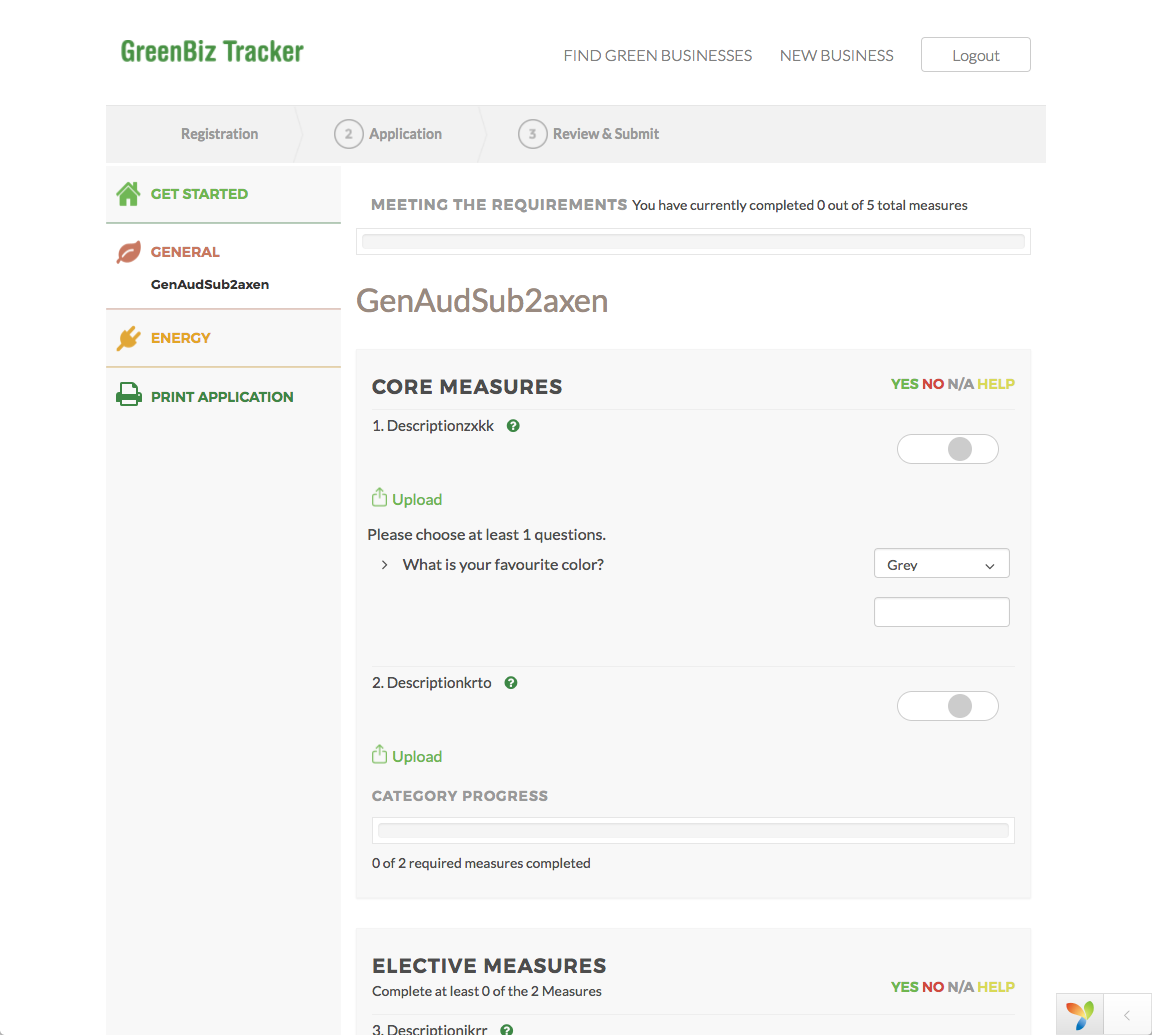 GreenBiz Tracker
FIND GREEN BUSINESSES
NEW BUSINESS
Logout
Registration
2 Application
3 Review & Submit
GET STARTED
GENERAL
GenAudSub2axen
ENERGY
PRINT APPLICATION
MEETING THE REQUIREMENTS You have currently completed 0 out of 5 total measures
GenAudSub2axen
CORE MEASURES
YES NO N/A HELP
1. Descriptionzxkk ?
Upload
Please choose at least 1 questions.
What is your favourite color?
Grey
2. Descriptionkrto ?
Upload
CATEGORY PROGRESS
0 of 2 required measures completed
ELECTIVE MEASURES
YES NO N/A HELP
Complete at least 0 of the 2 Measures
3. Descriptionikrr ?